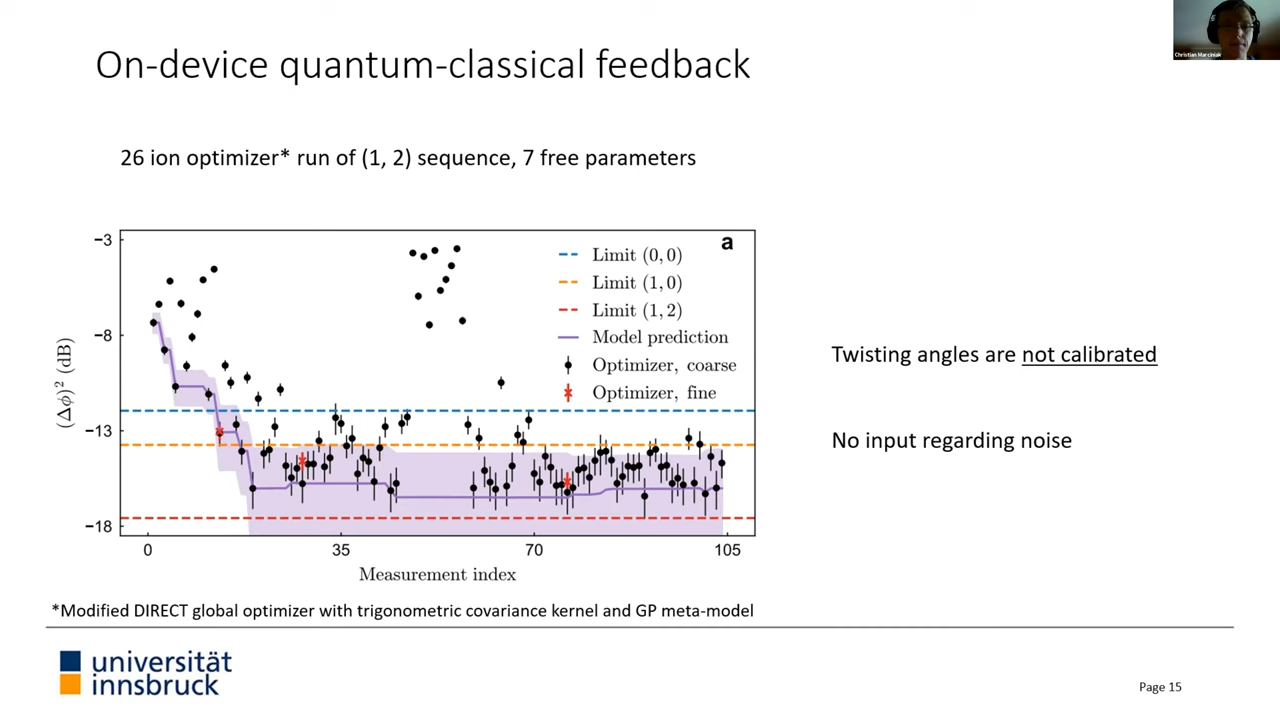 On-device quantum-classical feedback
Christian Marciniak
26 ion optimizer* run of (1, 2) sequence, 7 free parameters
a
Limit (0, 0)
Limit (1, 0)
Limit (1, 2)
Model prediction
Optimizer, coarse
Optimizer, fine
−3
−8
−13
−18
(Δϕ)² (dB)
0 35 70 105
Measurement index
Twisting angles are not calibrated
No input regarding noise
*Modified DIRECT global optimizer with trigonometric covariance kernel and GP meta-model
universität
innsbruck
Page 15